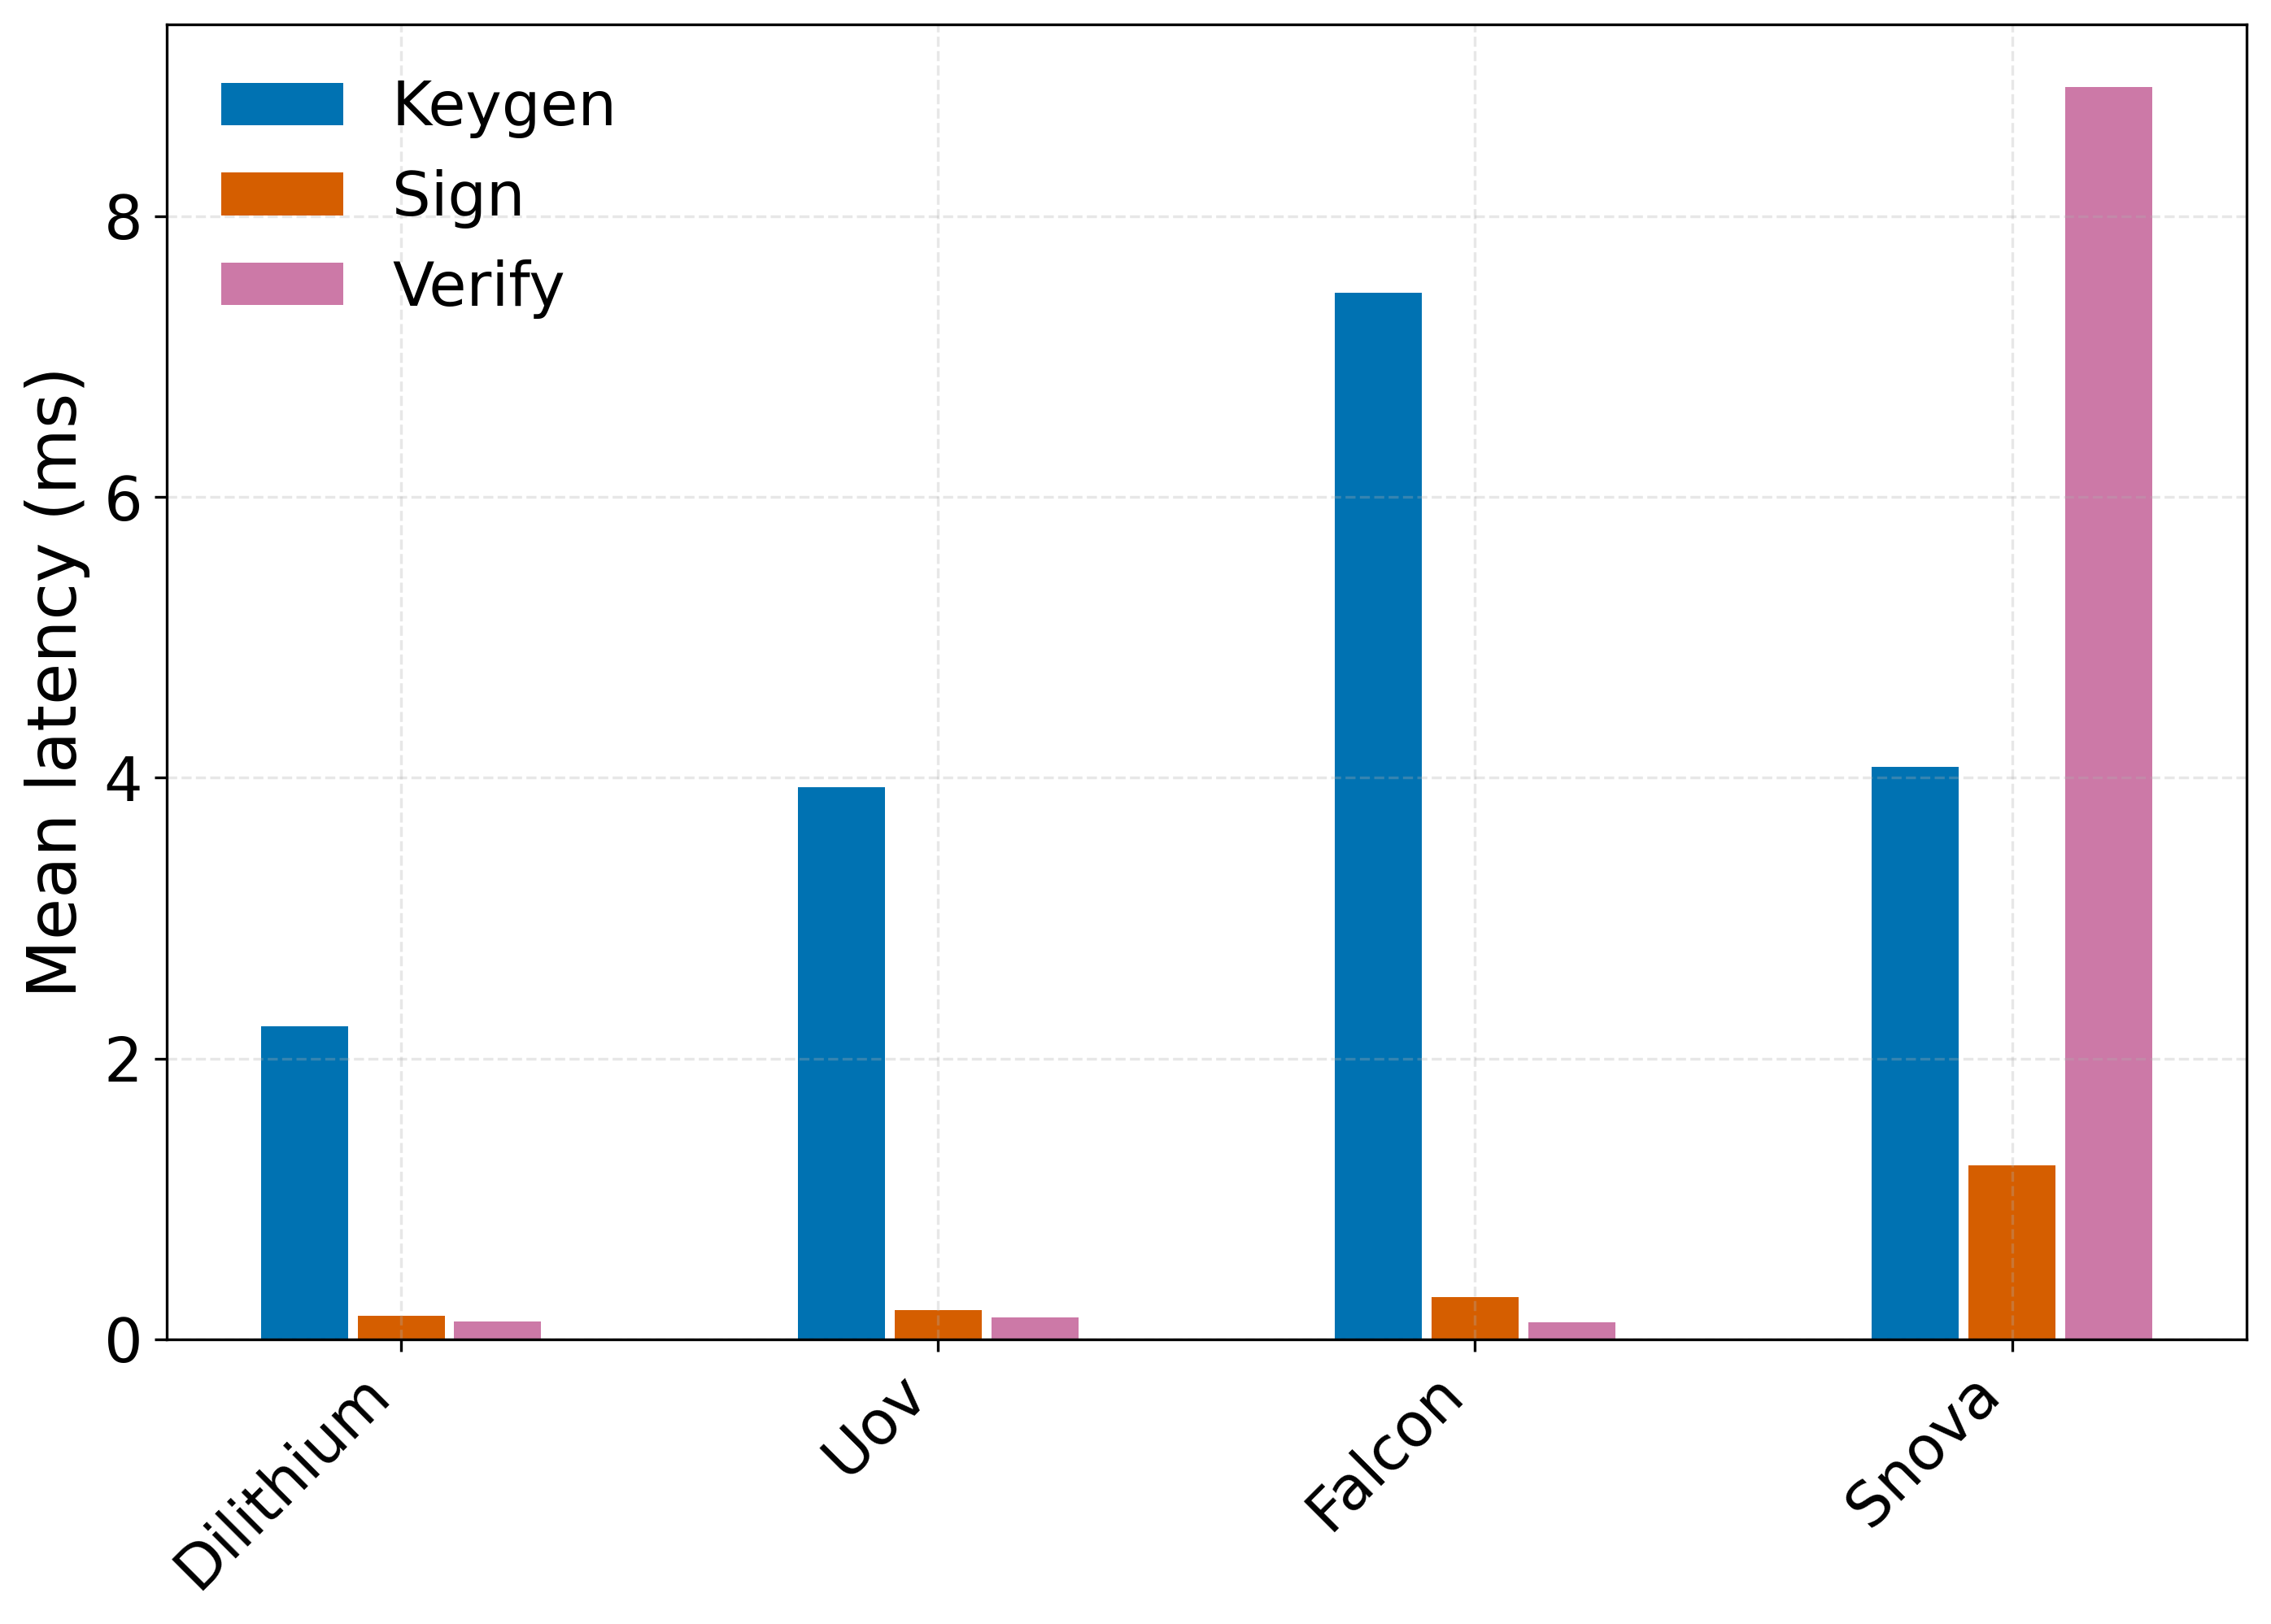 Keygen
Sign
Verify
Mean latency (ms)
8
6
4
2
0
Dilithium
Uov
Falcon
Snova